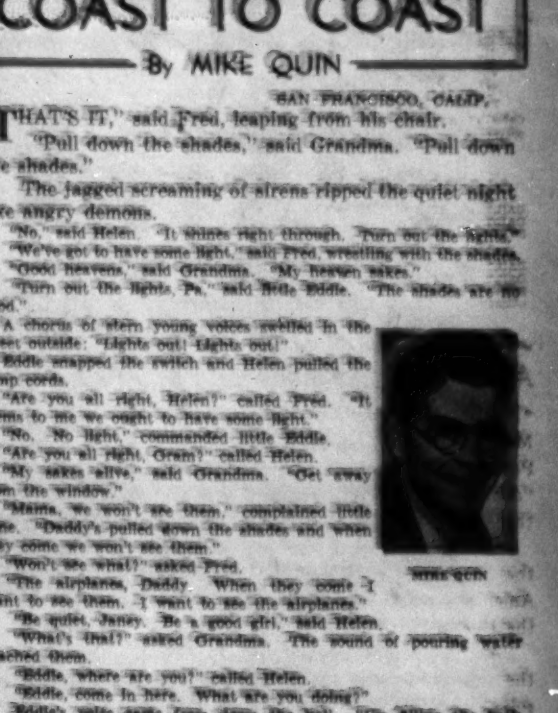 COAST TO COAST
By MIKE QUIN
SAN FRANCISCO, CALIF.
THAT'S IT," said Fred, leaping from his chair.
"Pull down the shades," said Grandma. "Pull down
e shades."
The jagged screaming of sirens ripped the quiet night
ke angry demons.
"No," said Helen. "It shines right through. Turn out the lights."
"We've got to have some light," said Fred, wrestling with the shades.
"Good heavens," said Grandma. "My heaven sakes."
"Turn out the lights, Pa," said little Eddie. "The shades are no
od."
A chorus of stern young voices swelled in the
eet outside: "Lights out! Lights out!"
Eddie snapped the switch and Helen pulled the
mp cords.
"Are you all right, Helen?" called Fred. "It
ms to me we ought to have some light."
"No. No light," commanded little Eddie.
"Are you all right, Gram?" called Helen.
"My sakes alive," said Grandma. "Get away
om the window."
"Mama, we won't see them," complained little
ne. "Daddy's pulled down the shades and when
ey come we won't see them."
"Won't see what?" asked Fred.
"The airplanes, Daddy. When they come I
nt to see them. I want to see the airplanes."
MIKE QUIN
"Be quiet, Janey. Be a good girl," said Helen.
"What's that?" asked Grandma. The sound of pouring water
ached them.
"Eddie, where are you?" called Helen.
"Eddie, come in here. What are you doing?"